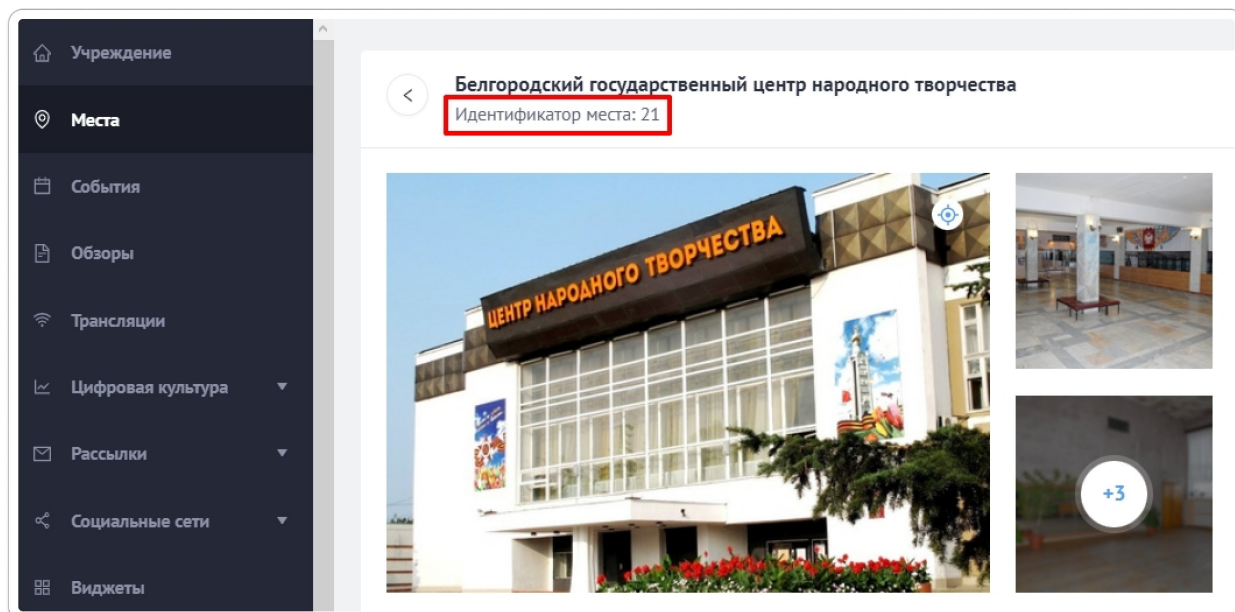 Учреждение
Места
События
Обзоры
Трансляции
Цифровая культура
Рассылки
Социальные сети
Виджеты
Белгородский государственный центр народного творчества
Идентификатор места: 21
ЦЕНТР НАРОДНОГО ТВОРЧЕСТВА
+3